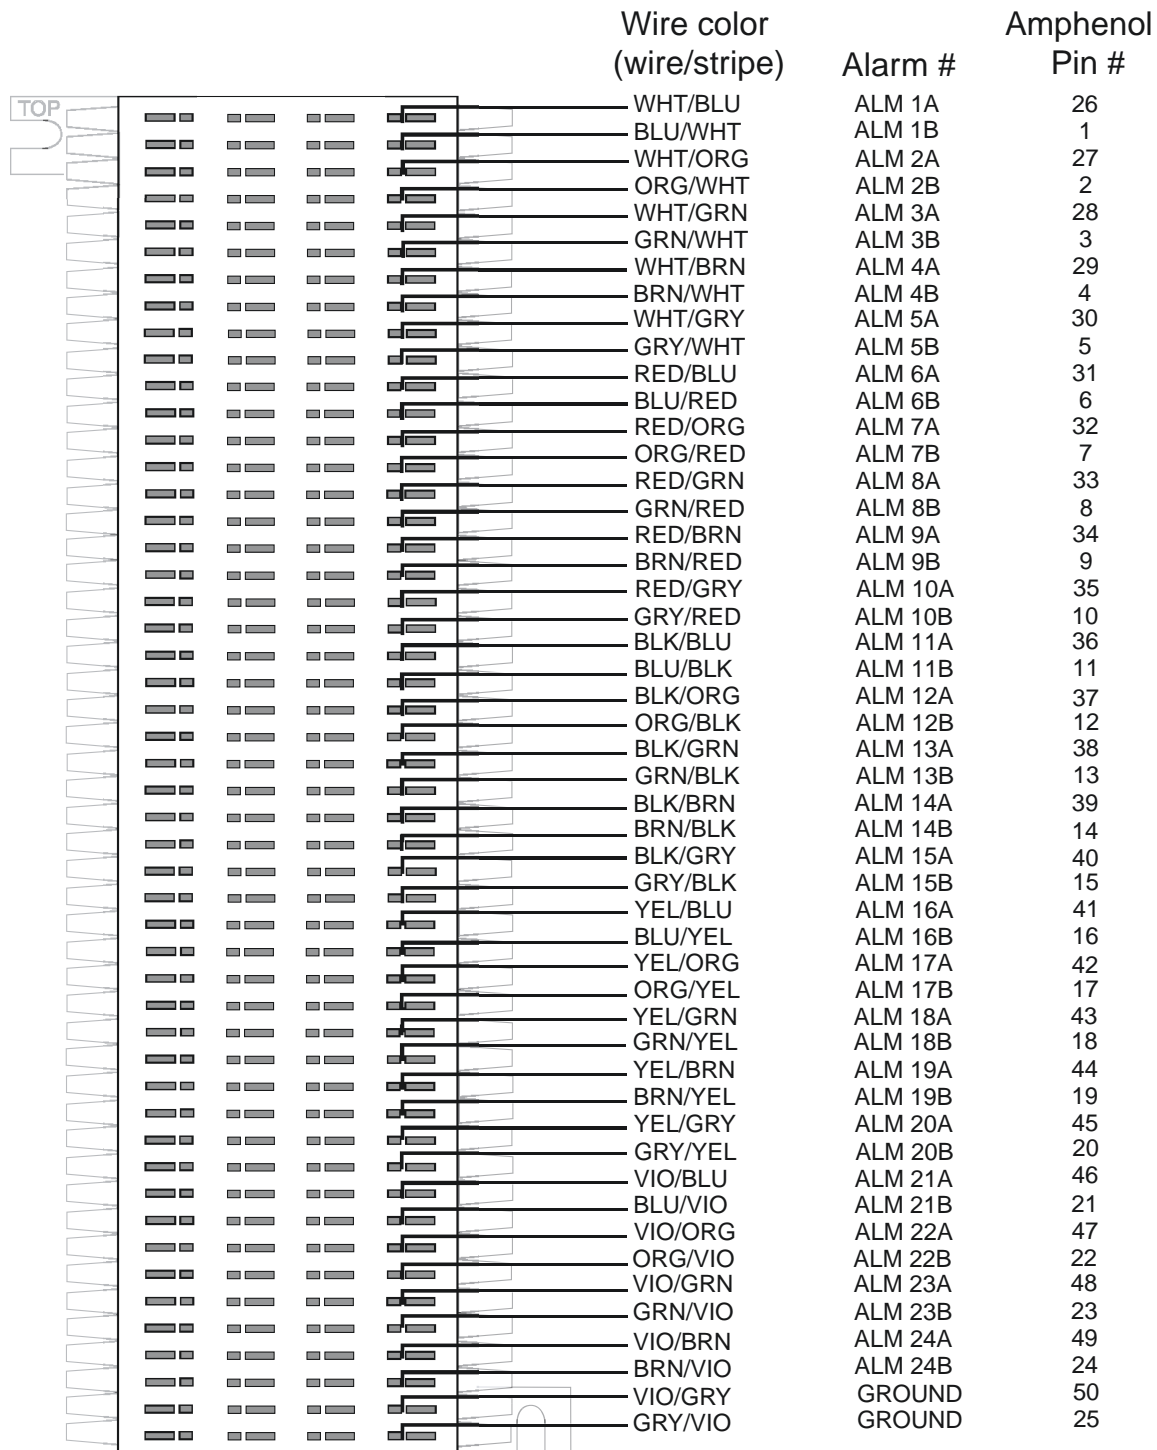 Wire color Amphenol
(wire/stripe) Alarm # Pin #
TOP
WHT/BLU ALM 1A 26
BLU/WHT ALM 1B 1
WHT/ORG ALM 2A 27
ORG/WHT ALM 2B 2
WHT/GRN ALM 3A 28
GRN/WHT ALM 3B 3
WHT/BRN ALM 4A 29
BRN/WHT ALM 4B 4
WHT/GRY ALM 5A 30
GRY/WHT ALM 5B 5
RED/BLU ALM 6A 31
BLU/RED ALM 6B 6
RED/ORG ALM 7A 32
ORG/RED ALM 7B 7
RED/GRN ALM 8A 33
GRN/RED ALM 8B 8
RED/BRN ALM 9A 34
BRN/RED ALM 9B 9
RED/GRY ALM 10A 35
GRY/RED ALM 10B 10
BLK/BLU ALM 11A 36
BLU/BLK ALM 11B 11
BLK/ORG ALM 12A 37
ORG/BLK ALM 12B 12
BLK/GRN ALM 13A 38
GRN/BLK ALM 13B 13
BLK/BRN ALM 14A 39
BRN/BLK ALM 14B 14
BLK/GRY ALM 15A 40
GRY/BLK ALM 15B 15
YEL/BLU ALM 16A 41
BLU/YEL ALM 16B 16
YEL/ORG ALM 17A 42
ORG/YEL ALM 17B 17
YEL/GRN ALM 18A 43
GRN/YEL ALM 18B 18
YEL/BRN ALM 19A 44
BRN/YEL ALM 19B 19
YEL/GRY ALM 20A 45
GRY/YEL ALM 20B 20
VIO/BLU ALM 21A 46
BLU/VIO ALM 21B 21
VIO/ORG ALM 22A 47
ORG/VIO ALM 22B 22
VIO/GRN ALM 23A 48
GRN/VIO ALM 23B 23
VIO/BRN ALM 24A 49
BRN/VIO ALM 24B 24
VIO/GRY GROUND 50
GRY/VIO GROUND 25